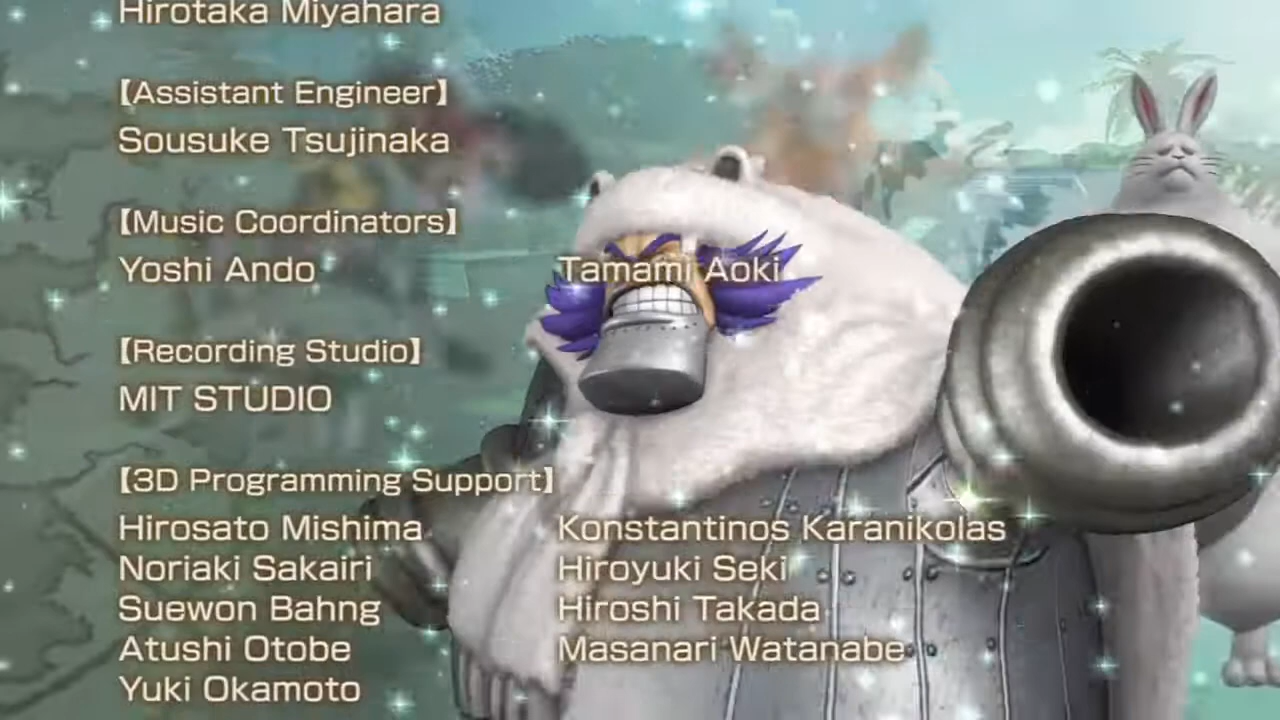 Hirotaka Miyahara
【Assistant Engineer】
Sousuke Tsujinaka
【Music Coordinators】
Yoshi Ando Tamami Aoki
【Recording Studio】
MIT STUDIO
【3D Programming Support】
Hirosato Mishima Konstantinos Karanikolas
Noriaki Sakairi Hiroyuki Seki
Suewon Bahng Hiroshi Takada
Atushi Otobe Masanari Watanabe
Yuki Okamoto